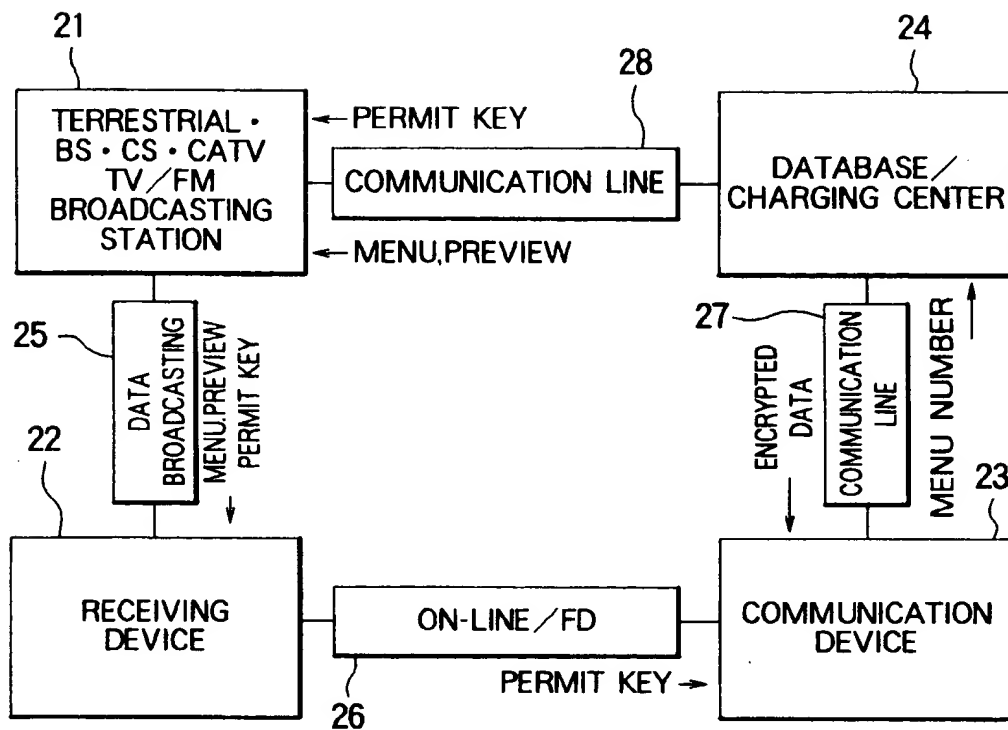 21
TERRESTRIAL・
BS・CS・CATV
TV/FM
BROADCASTING
STATION
←PERMIT KEY
28
COMMUNICATION LINE
←MENU,PREVIEW
24
DATABASE/
CHARGING CENTER
25
DATA
BROADCASTING
MENU,PREVIEW
PERMIT KEY
27
ENCRYPTED
DATA
COMMUNICATION
LINE
MENU NUMBER
22
RECEIVING
DEVICE
ON-LINE/FD
26
PERMIT KEY→
23
COMMUNICATION
DEVICE